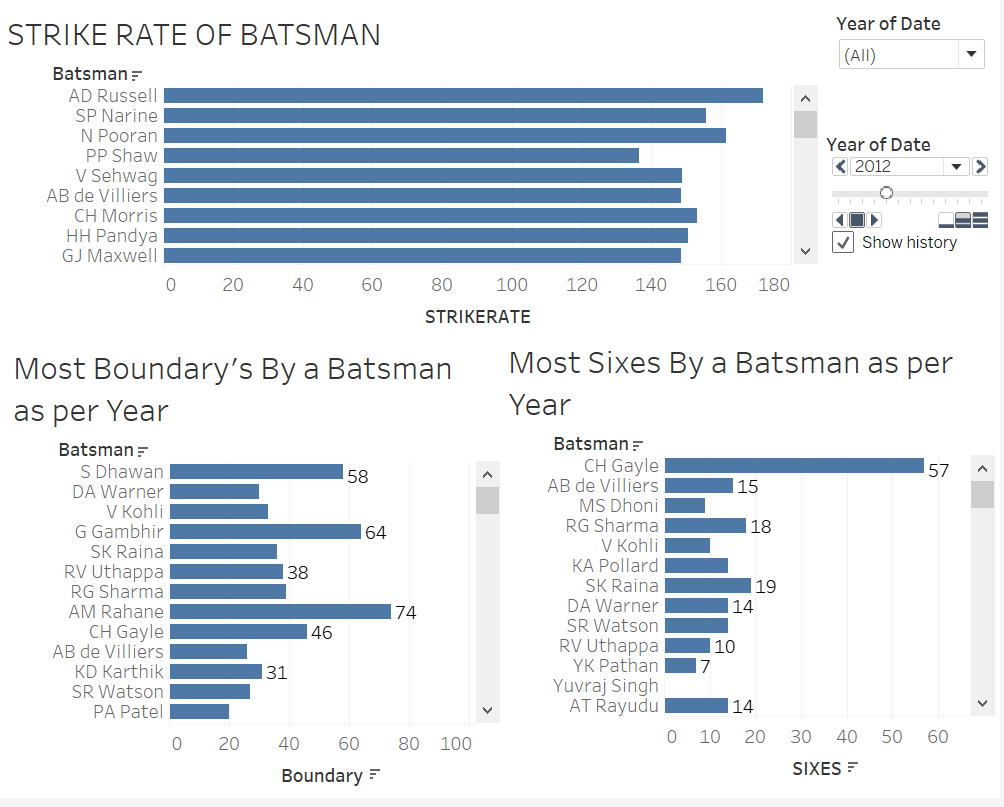 STRIKE RATE OF BATSMAN
Year of Date
(All)
Batsman
AD Russell
SP Narine
N Pooran
PP Shaw
V Sehwag
AB de Villiers
CH Morris
HH Pandya
GJ Maxwell
0 20 40 60 80 100 120 140 160 180
STRIKERATE
Year of Date
2012
Show history
Most Boundary's By a Batsman
as per Year
Batsman
S Dhawan 58
DA Warner
V Kohli
G Gambhir 64
SK Raina
RV Uthappa 38
RG Sharma
AM Rahane 74
CH Gayle 46
AB de Villiers
KD Karthik 31
SR Watson
PA Patel
0 20 40 60 80 100
Boundary
Most Sixes By a Batsman as per
Year
Batsman
CH Gayle 57
AB de Villiers 15
MS Dhoni
RG Sharma 18
V Kohli
KA Pollard
SK Raina 19
DA Warner 14
SR Watson
RV Uthappa 10
YK Pathan 7
Yuvraj Singh
AT Rayudu 14
0 10 20 30 40 50 60
SIXES